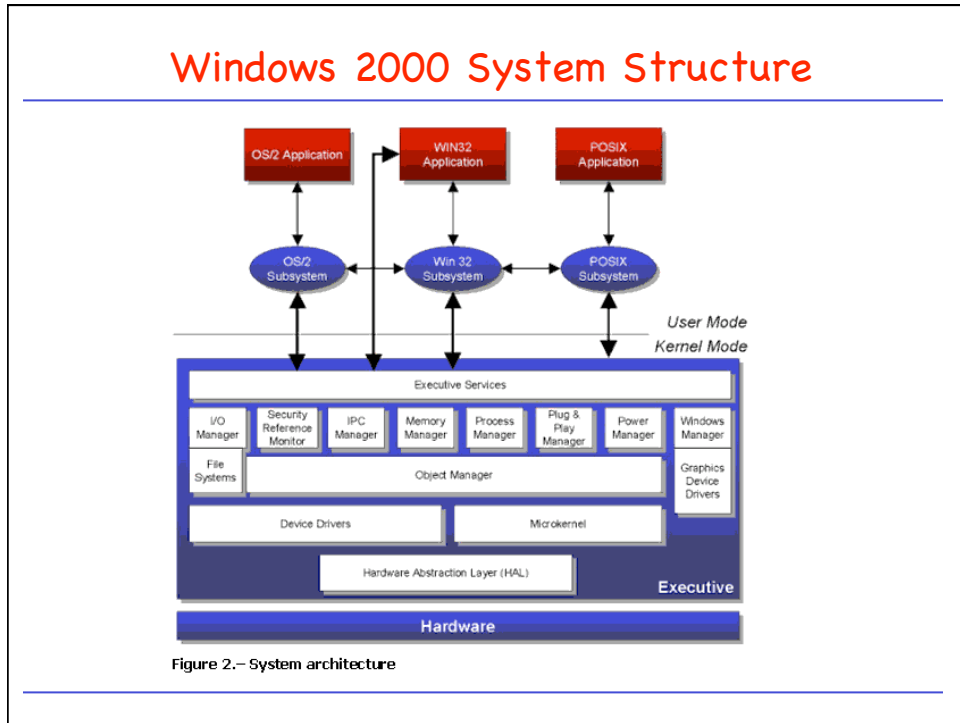 Windows 2000 System Structure
OS/2 Application
WIN32
Application
POSIX
Application
OS/2
Subsystem
Win 32
Subsystem
POSIX
Subsystem
User Mode
Kernel Mode
Executive Services
I/O
Manager
Security
Reference
Monitor
IPC
Manager
Memory
Manager
Process
Manager
Plug &
Play
Manager
Power
Manager
Windows
Manager
File
Systems
Object Manager
Graphics
Device
Drivers
Device Drivers
Microkernel
Hardware Abstraction Layer (HAL)
Executive
Hardware
Figure 2.– System architecture